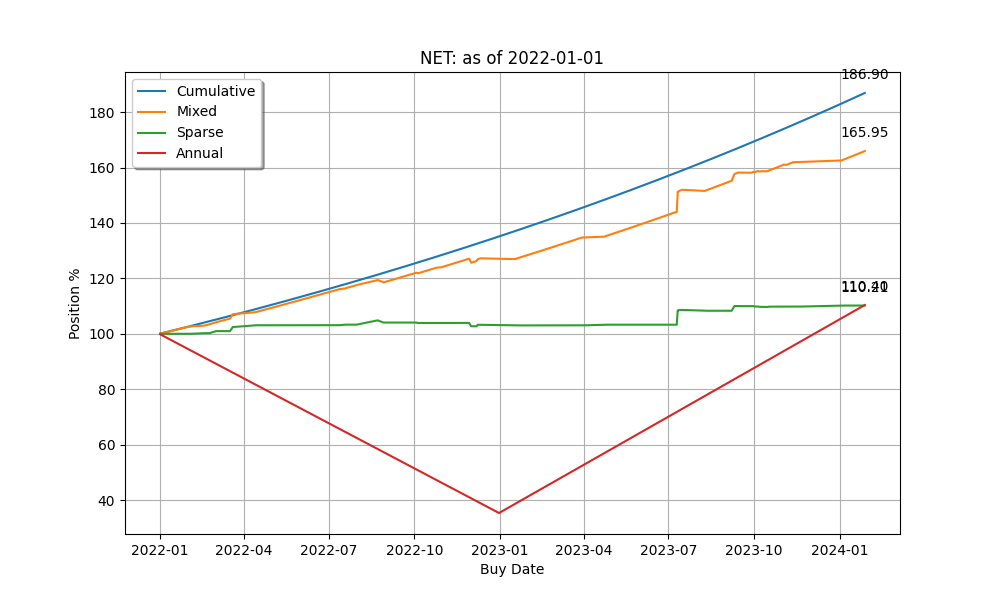 NET: as of 2022-01-01
186.90
165.95
110.40
Cumulative
Mixed
Sparse
Annual
Position %
180
160
140
120
100
80
60
40
2022-01 2022-04 2022-07 2022-10 2023-01 2023-04 2023-07 2023-10 2024-01
Buy Date